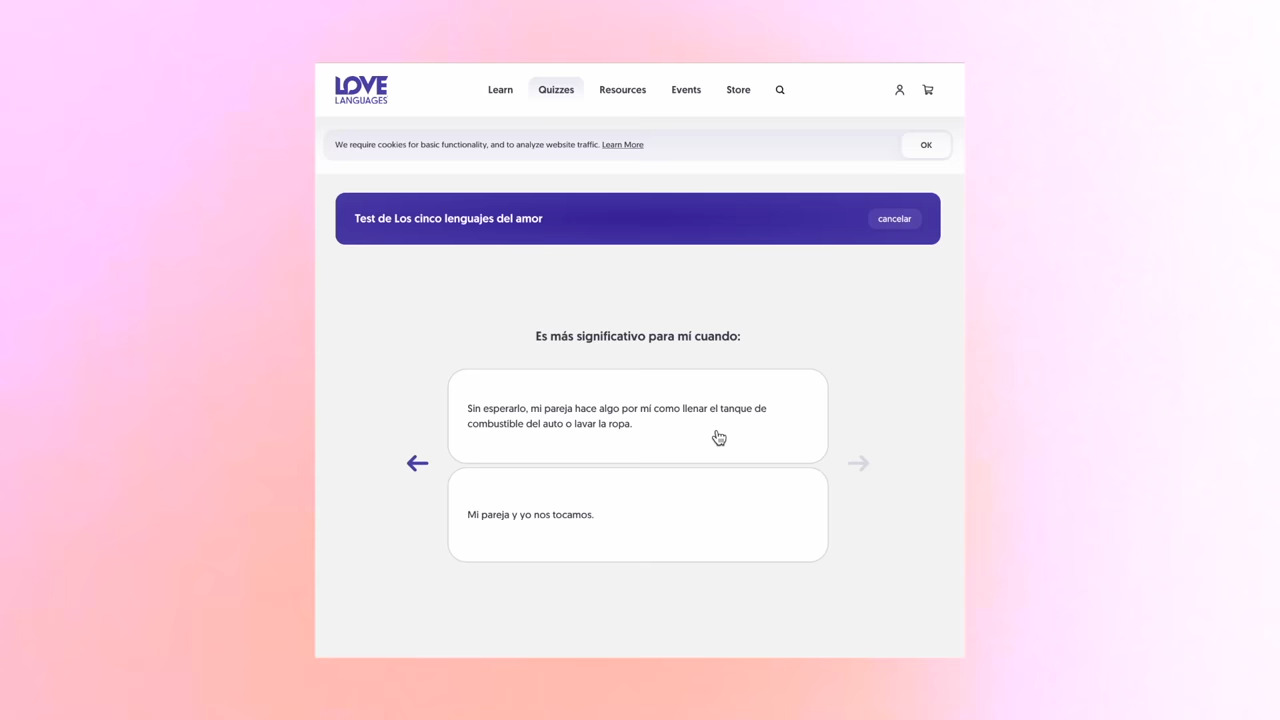 LOVE
LANGUAGES
Learn
Quizzes
Resources
Events
Store
We require cookies for basic functionality, and to analyze website traffic. Learn More
OK
Test de Los cinco lenguajes del amor
cancelar
Es más significativo para mí cuando:
Sin esperarlo, mi pareja hace algo por mí como llenar el tanque de
combustible del auto o lavar la ropa.
Mi pareja y yo nos tocamos.